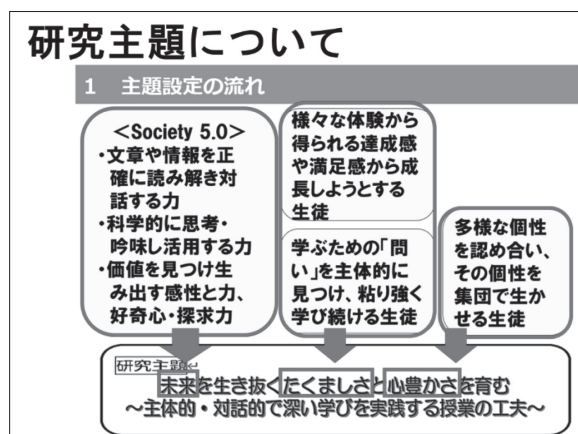 研究主題について
1 主題設定の流れ
＜Society 5.0＞
・文章や情報を正
確に読み解き対
話する力
・科学的に思考・
吟味し活用する力
・価値を見つけ生
み出す感性と力、
好奇心・探求力
様々な体験から
得られる達成感
や満足感から成
長しようとする
生徒
学ぶための「問
い」を主体的に
見つけ、粘り強く
学び続ける生徒
多様な個性
を認め合い、
その個性を
集団で生か
せる生徒
研究主題
未来を生き抜くたくましさと心豊かさを育む
～主体的・対話的で深い学びを実践する授業の工夫～